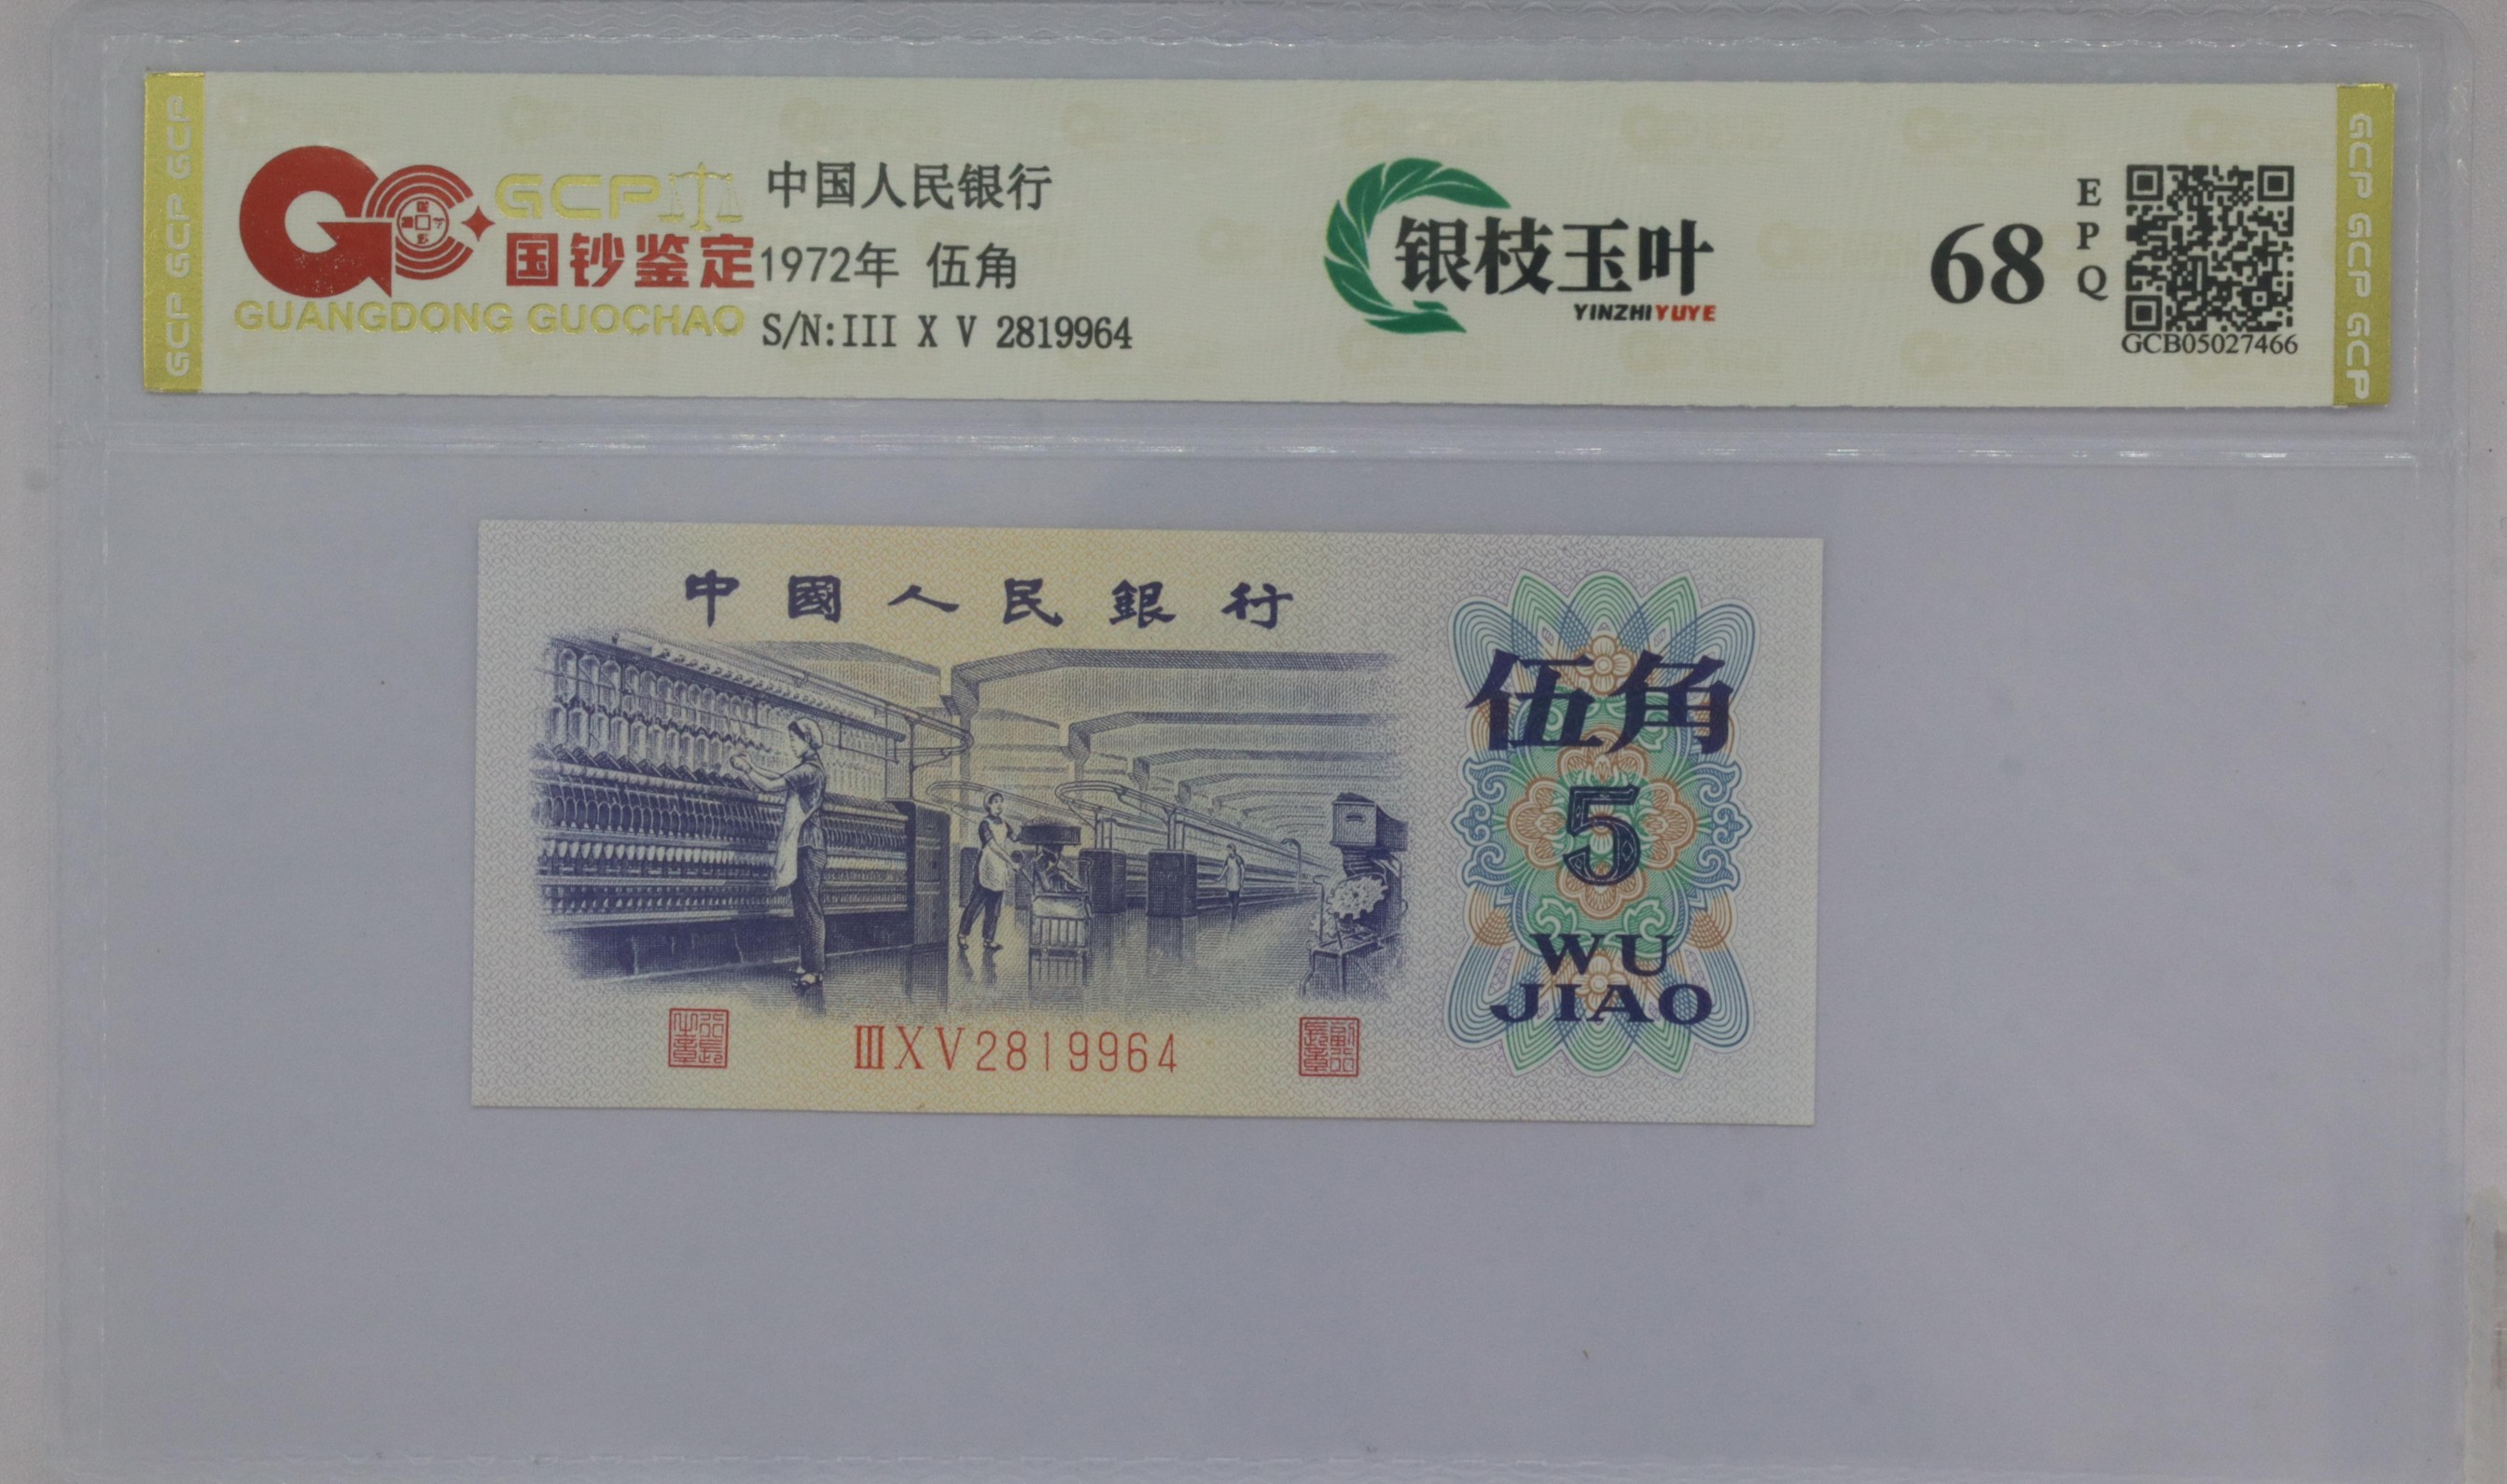 GCP GCP GCP
GCP
国钞鉴定
GUANGDONG GUOCHAO
中国人民银行
1972年 伍角
S/N:III X V 2819964
银枝玉叶
YINZHIYUYE
68
E
P
Q
GCB05027466
GCP GCP GCP
中國人民銀行
伍角
5
WU
JIAO
ⅢⅩⅤ2819964